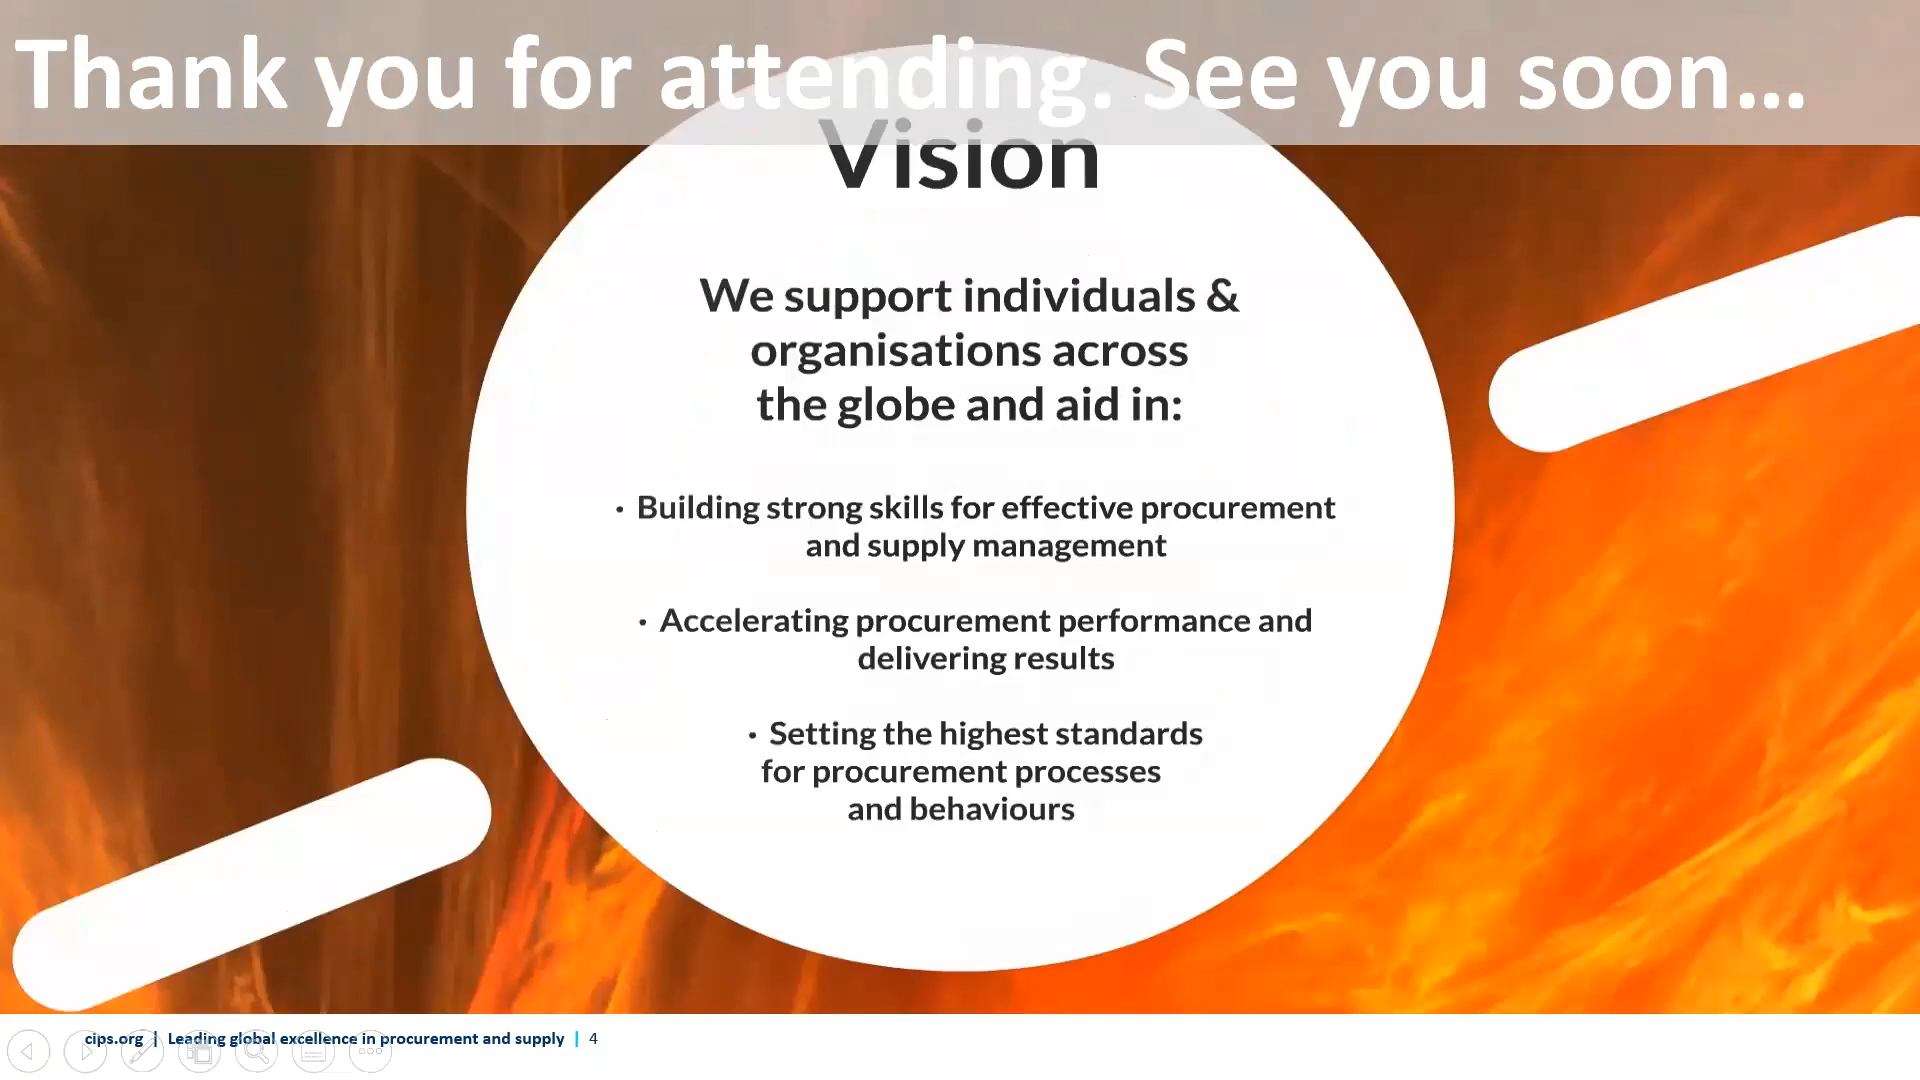 Thank you for attending. See you soon...
Vision
We support individuals &
organisations across
the globe and aid in:
• Building strong skills for effective procurement
and supply management
• Accelerating procurement performance and
delivering results
• Setting the highest standards
for procurement processes
and behaviours
cips.org | Leading global excellence in procurement and supply | 4